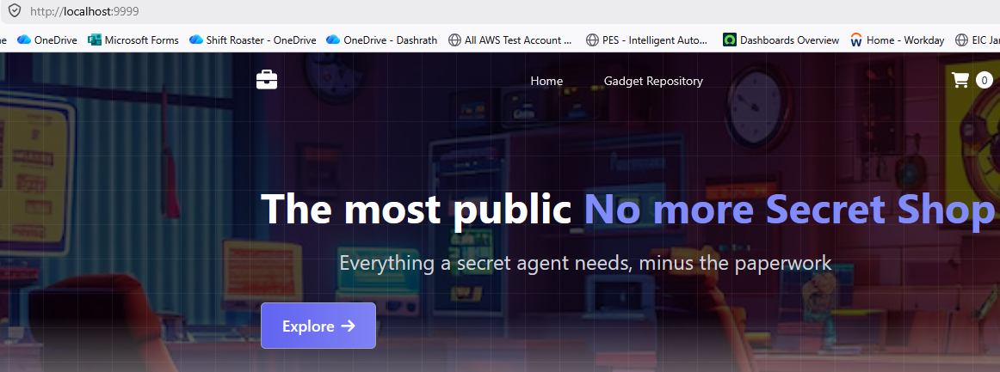 http://localhost:9999
OneDrive Microsoft Forms Shift Roaster - OneDrive OneDrive - Dashrath All AWS Test Account ... PES - Intelligent Auto... Dashboards Overview Home - Workday EIC Jar
Home Gadget Repository 0
The most public No more Secret Shop
Everything a secret agent needs, minus the paperwork
Explore